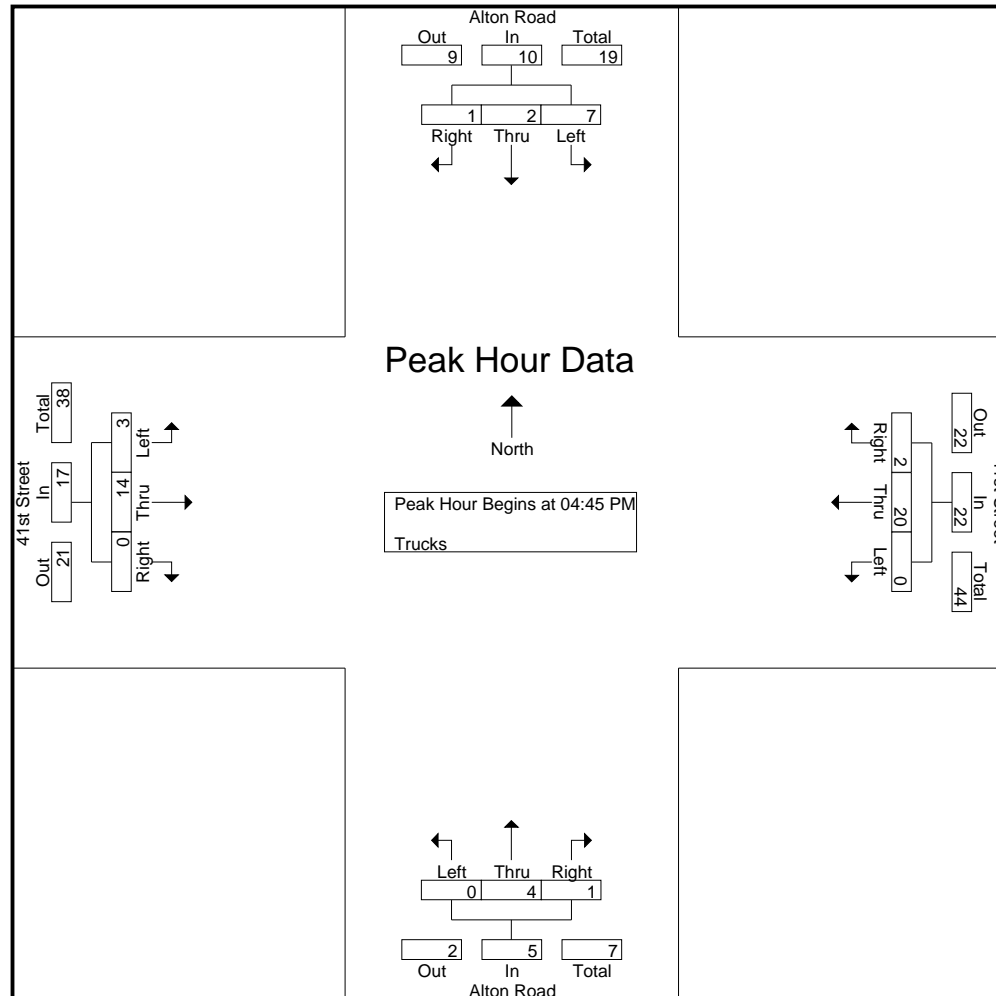 Alton Road
Out In Total
9 10 19
1 2 7
Right Thru Left
Peak Hour Data
North
Peak Hour Begins at 04:45 PM
Trucks
41st Street
Total In Out
38 17 21
3 14 0
Left Thru Right
Right Thru Left
2 20 0
Out In Total
22 22 44
Left Thru Right
0 4 1
2 5 7
Out In Total
Alton Road